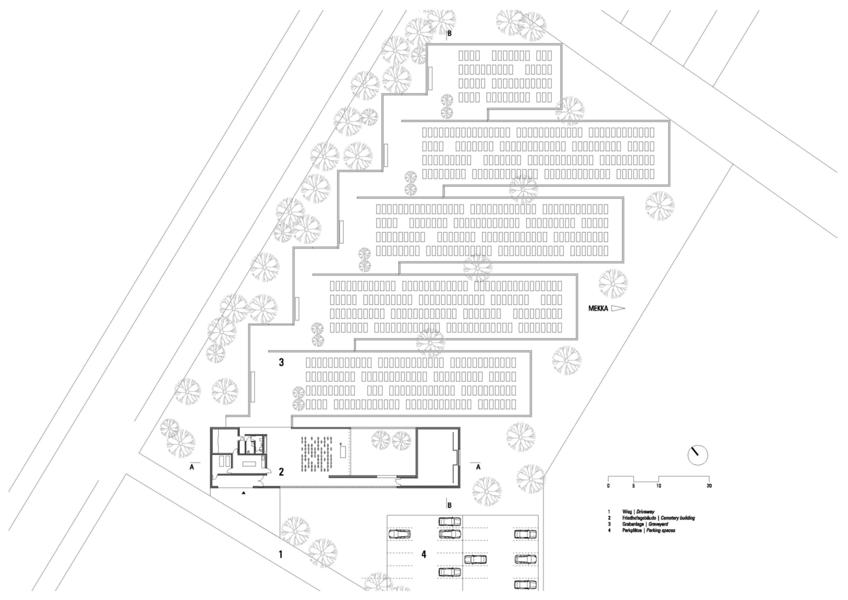 B
MEKKA
3
A
2
A
B
0 5 10 20
1 Weg | Driveway
2 Friedhofsgebäude | Cemetery building
3 Grabanlage | Graveyard
4 Parkplätze | Parking spaces
1
4